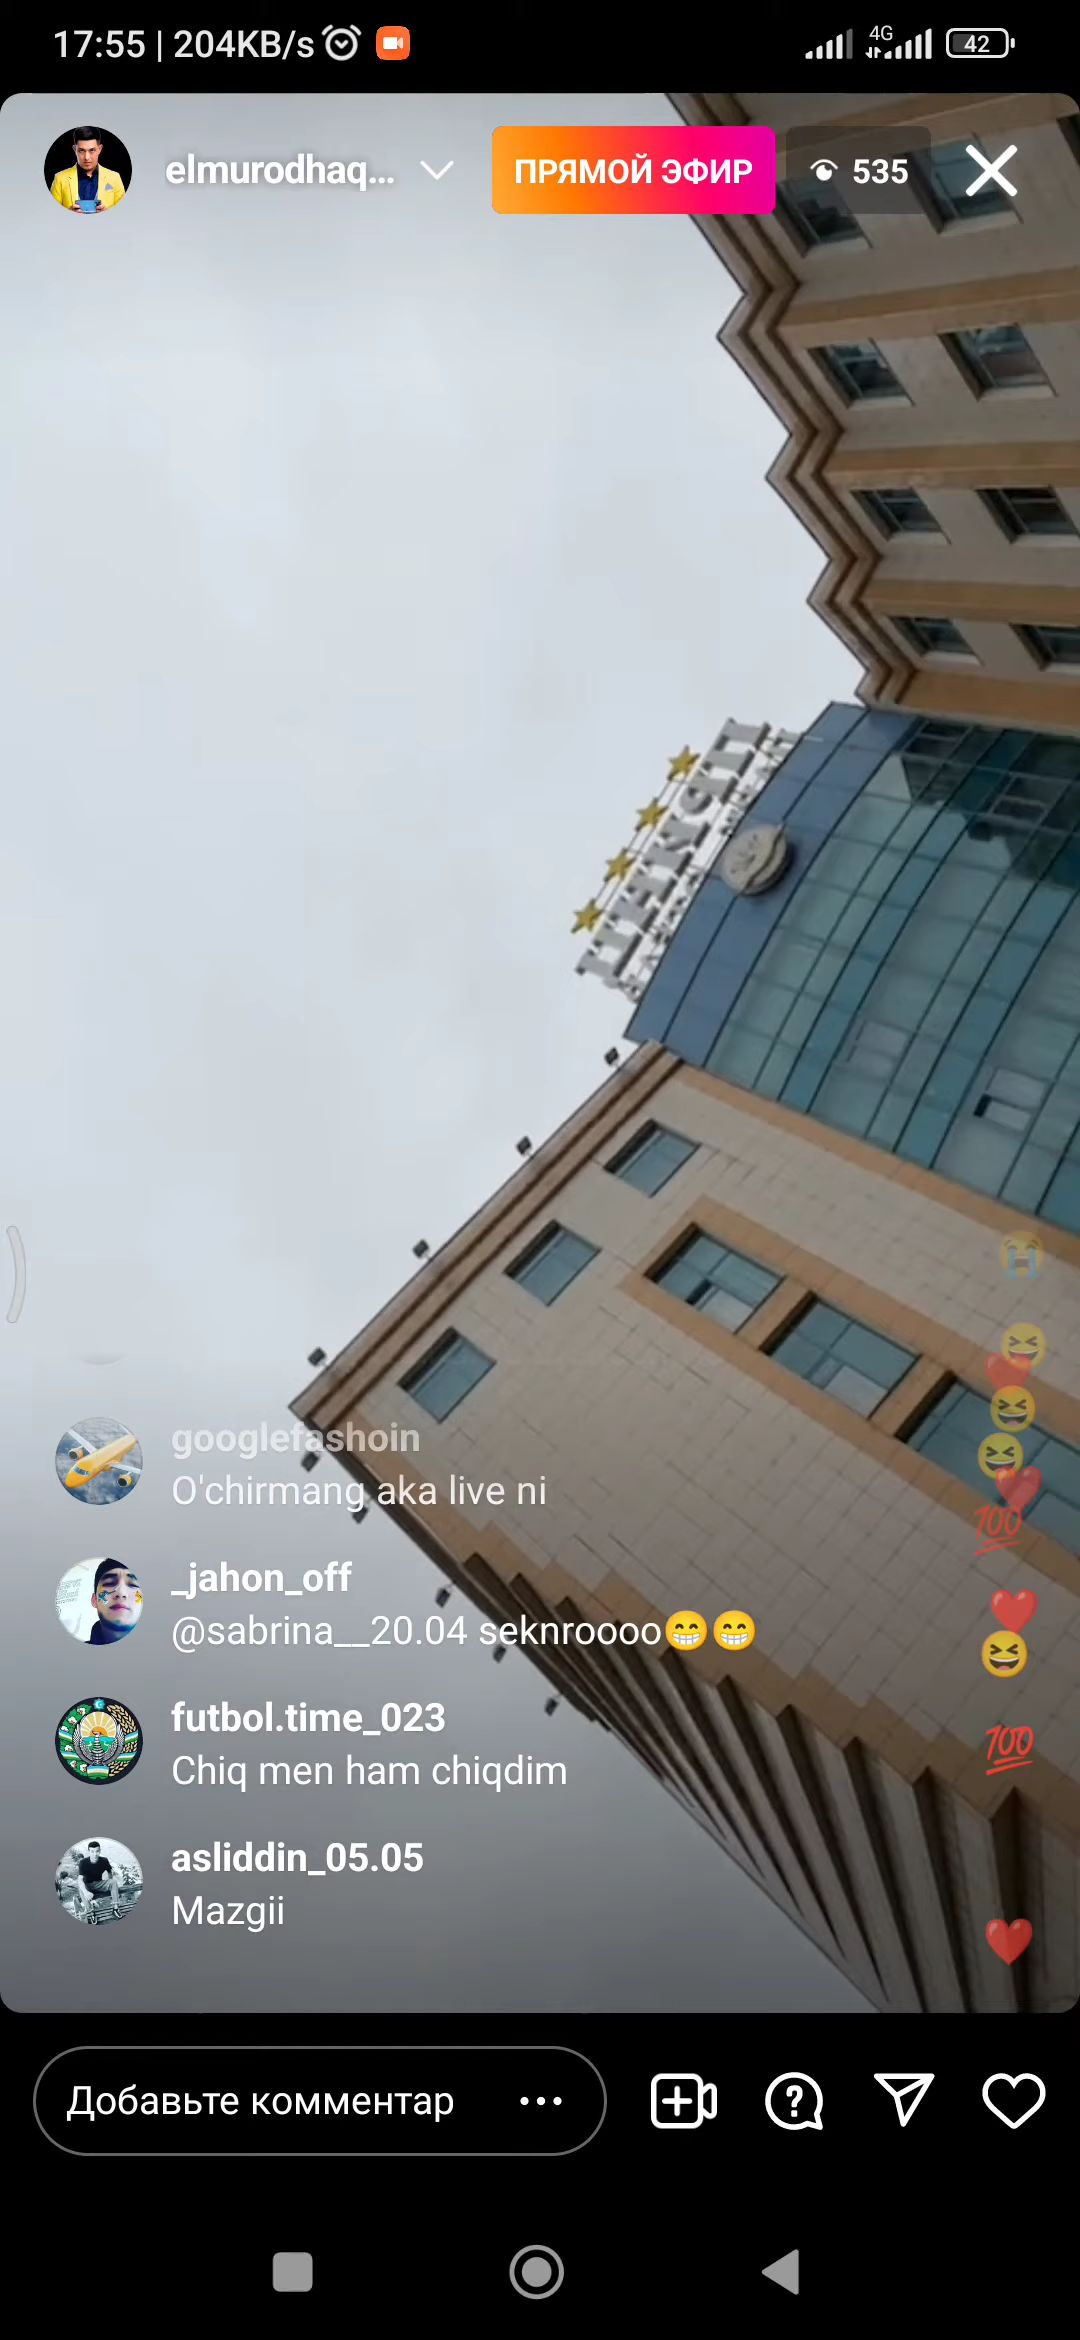 17:55 | 204KB/s
4G
42
elmurodhaq...
ПРЯМОЙ ЭФИР
535
googlefashoin
O'chirmang aka live ni
_jahon_off
@sabrina__20.04 seknroooo😁😁
futbol.time_023
Chiq men ham chiqdim
asliddin_05.05
Mazgii
Добавьте комментар